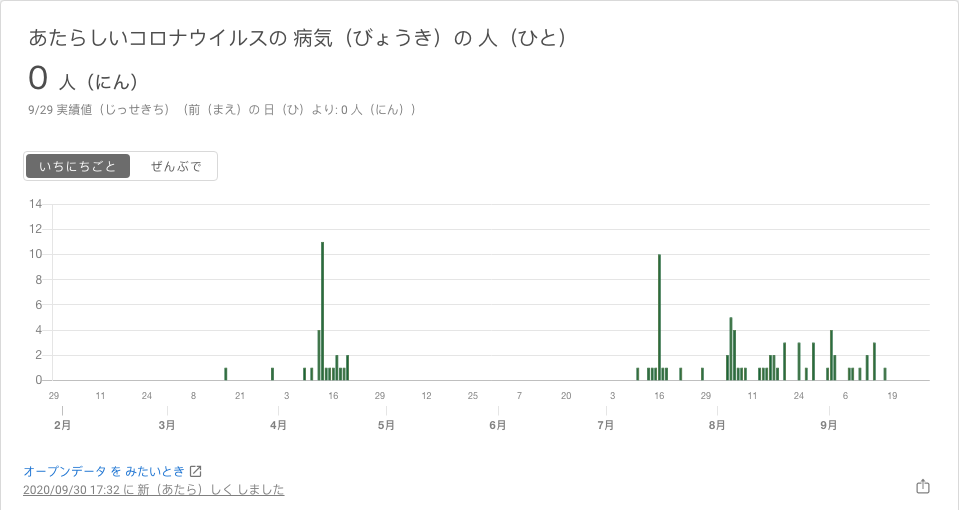 あたらしいコロナウイルスの 病気（びょうき）の 人（ひと）
0 人（にん）
9/29 実績値（じっせきち）（前（まえ）の 日（ひ）より: 0 人（にん））
いちにちごと ぜんぶで
14
12
10
8
6
4
2
0
29 11 24 8 21 3 16 29 12 25 7 20 3 16 29 11 24 6 19
2月 3月 4月 5月 6月 7月 8月 9月
オープンデータ を みたいとき
2020/09/30 17:32 に 新（あたら）しく しました